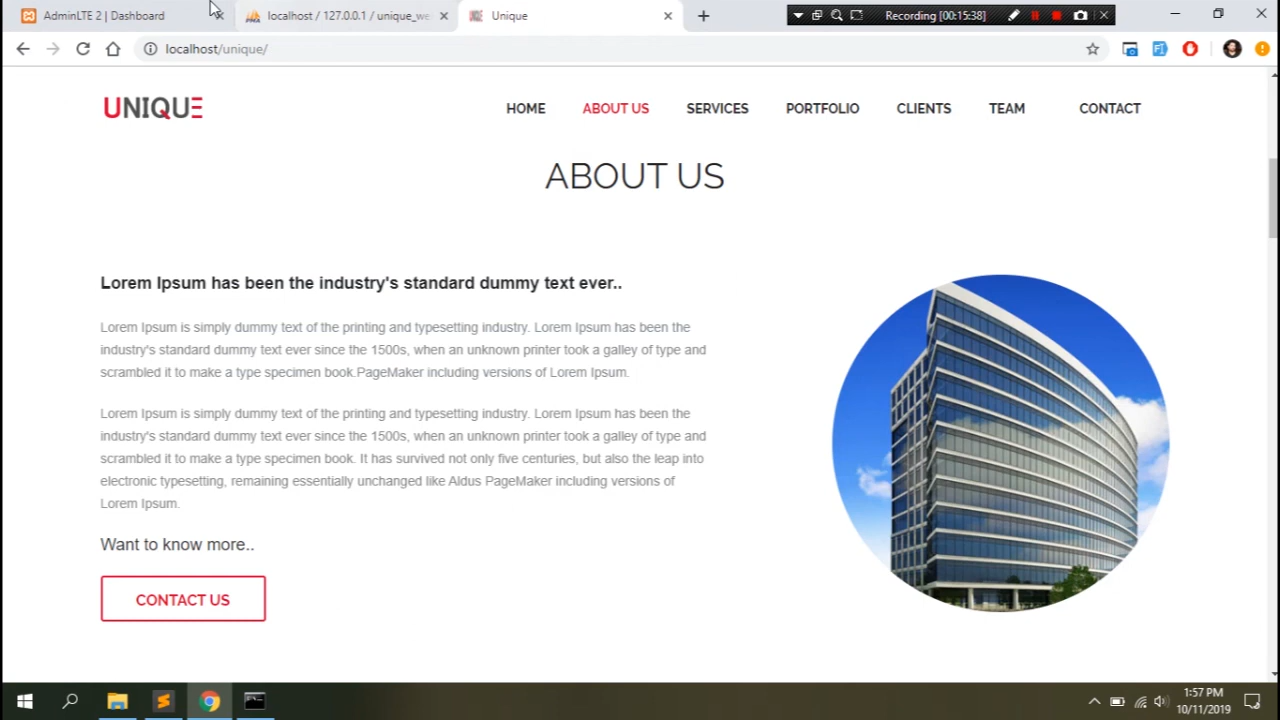 AdminLTE 2 | Dashboard
localhost / 127.0.0.1 / unique_we
Unique
Recording [00:15:38]
localhost/unique/
UNIQUE
HOME ABOUT US SERVICES PORTFOLIO CLIENTS TEAM CONTACT
ABOUT US
Lorem Ipsum has been the industry's standard dummy text ever..
Lorem Ipsum is simply dummy text of the printing and typesetting industry. Lorem Ipsum has been the
industry's standard dummy text ever since the 1500s, when an unknown printer took a galley of type and
scrambled it to make a type specimen book.PageMaker including versions of Lorem Ipsum.
Lorem Ipsum is simply dummy text of the printing and typesetting industry. Lorem Ipsum has been the
industry's standard dummy text ever since the 1500s, when an unknown printer took a galley of type and
scrambled it to make a type specimen book. It has survived not only five centuries, but also the leap into
electronic typesetting, remaining essentially unchanged like Aldus PageMaker including versions of
Lorem Ipsum.
Want to know more..
CONTACT US
1:57 PM
10/11/2019